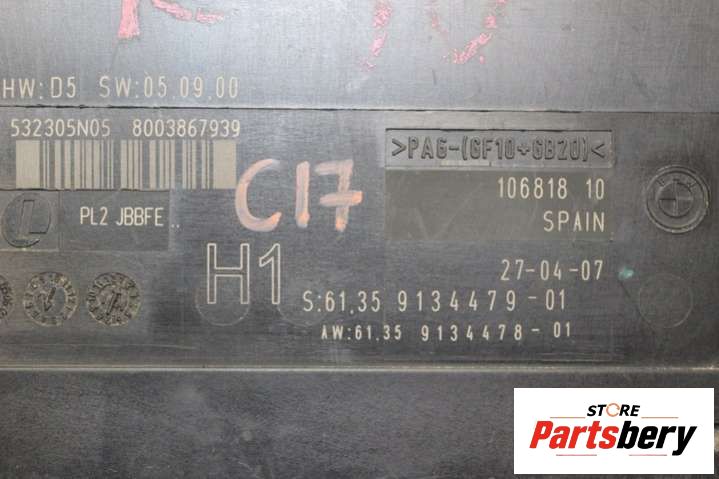 HW:D5 SW:05.09.00
532305N05 8003867939
>PA6-(GF10+GB20)<
C17
106818 10
SPAIN
PL2 JBBFE ..
H1
27-04-07
S:61.35 9134479-01
AW:61.35 9134478-01
STORE
Partsbery